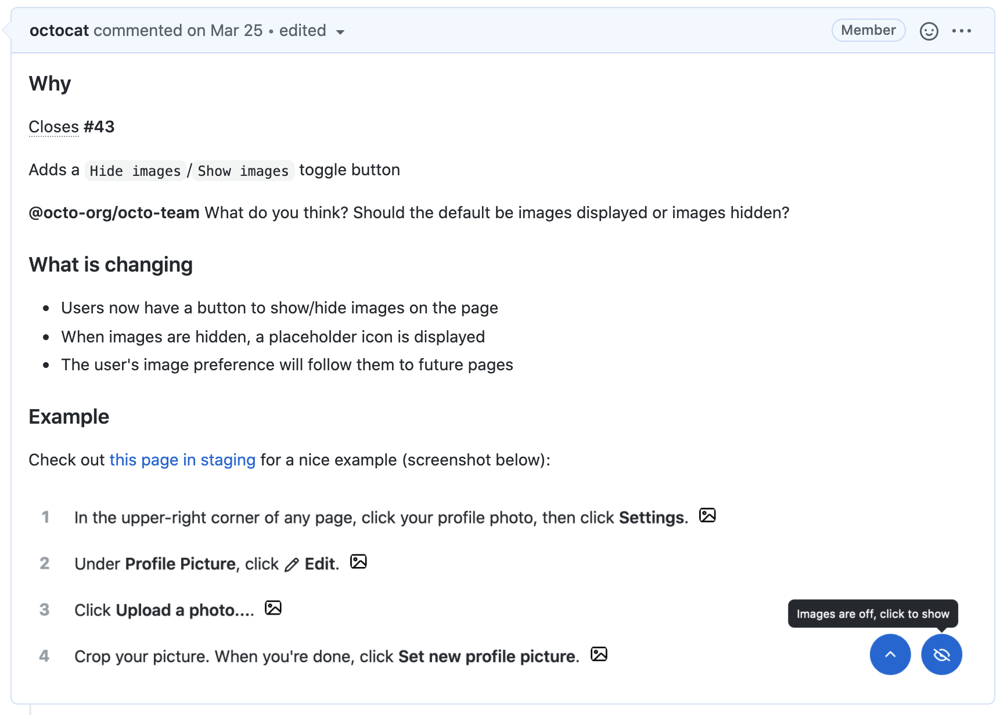 octocat commented on Mar 25 • edited
Member
Why
Closes #43
Adds a Hide images/Show images toggle button
@octo-org/octo-team What do you think? Should the default be images displayed or images hidden?
What is changing
• Users now have a button to show/hide images on the page
• When images are hidden, a placeholder icon is displayed
• The user's image preference will follow them to future pages
Example
Check out this page in staging for a nice example (screenshot below):
1 In the upper-right corner of any page, click your profile photo, then click Settings.
2 Under Profile Picture, click Edit.
3 Click Upload a photo....
Images are off, click to show
4 Crop your picture. When you're done, click Set new profile picture.